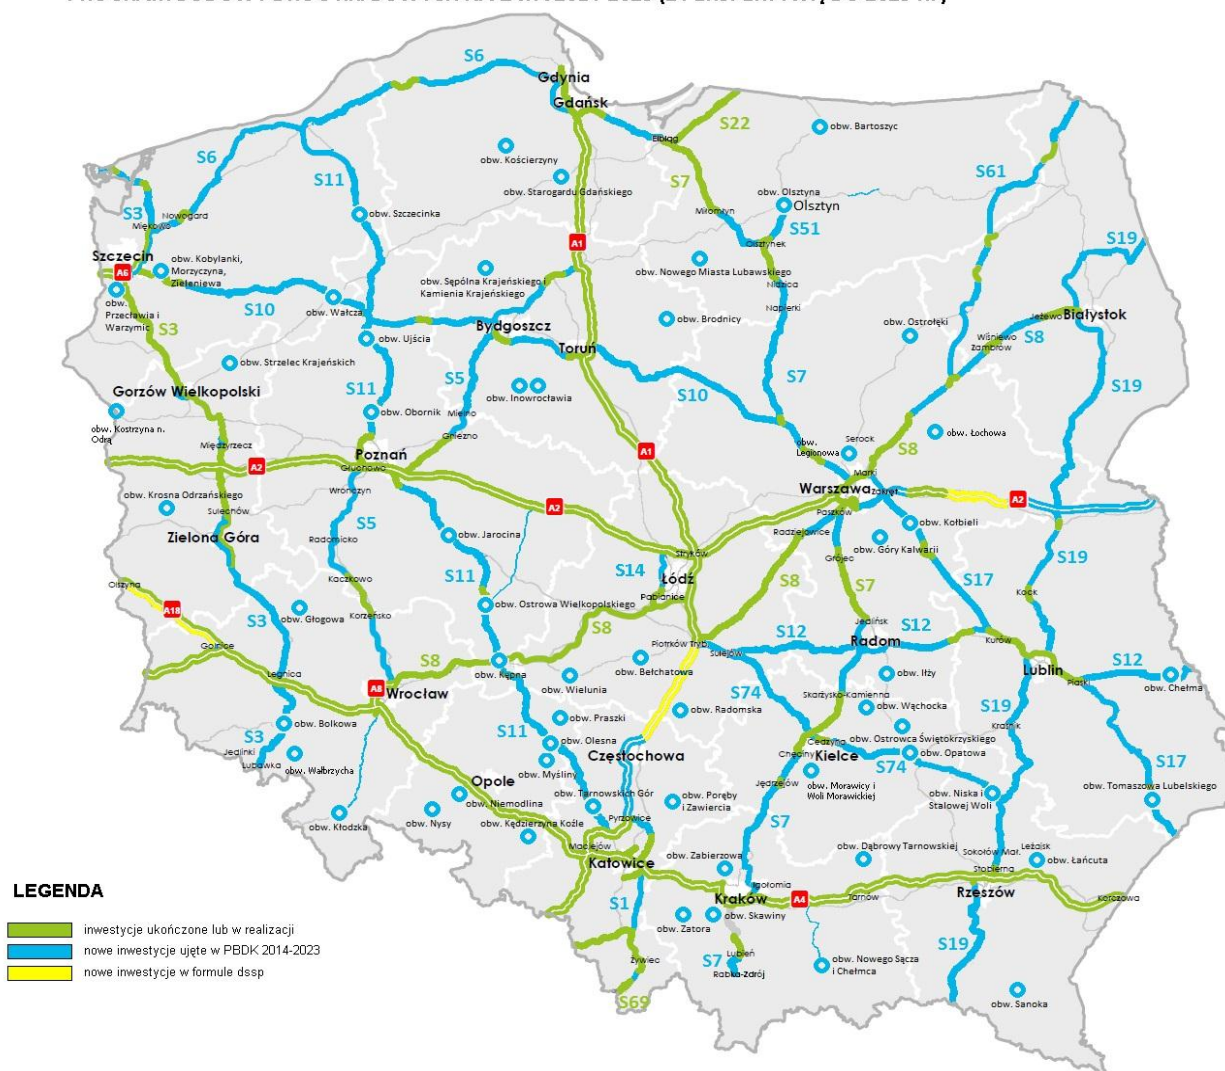 S6
Gdynia
Gdańsk
S22
obw. Bartoszyc
Elbląg
obw. Kościerzyny
S6
S7
S61
obw. Starogardu Gdańskiego
S11
obw. Olsztyna
Olsztyn
S3
Nowogard
Miękowo
obw. Szczecinka
Miłomłyn
S51
Olsztynek
A1
S19
Szczecin
A6
obw. Kobylanki,
Morzyczyna,
Zieleniewa
obw. Sępólna Krajeńskiego i
Kamienia Krajeńskiego
obw. Nowego Miasta Lubawskiego
Nidzica
obw.
Przecławia i
Warzymic
S10
obw. Wałcza
Napierki
obw. Brodnicy
obw. Ostrołęki
Jeżewo
Białystok
S3
Bydgoszcz
Wiśniewo
Zambrów
S8
obw. Ujścia
Toruń
obw. Strzelec Krajeńskich
S5
S7
S19
Gorzów Wielkopolski
S11
obw. Inowrocławia
S10
obw. Kostrzyna n.
Odrą
obw. Obornik
Mielno
Gniezno
obw. Łochowa
Międzyrzecz
Poznań
A1
obw.
Legionowa
Serock
S8
A2
Głuchowo
Marki
Wronczyn
Warszawa
Zakręt
A2
obw. Krosna Odrzańskiego
Sulechów
A2
Paszków
S5
Radziejowice
obw. Kołbieli
Zielona Góra
Radomicko
obw. Jarocina
obw. Góry Kalwarii
Grójec
Stryków
S19
S14
Łódź
S8
S7
S17
Olszyna
Kaczkowo
S11
Pabianice
Kock
A18
S3
obw. Głogowa
Korzeńsko
obw. Ostrowa Wielkopolskiego
S8
Jedlińsk
Golnice
Piotrków Tryb.
Sulejów
S12
Radom
S12
Kurów
S8
obw. Kępna
obw. Bełchatowa
Lublin
S12
Legnica
A8
Wrocław
obw. Wielunia
S74
obw. Iłży
Piaski
obw. Chełma
Skarżysko-Kamienna
obw. Wąchocka
S19
S3
obw. Bolkowa
obw. Praszki
obw. Radomska
Kraśnik
S11
obw. Ostrowca Świętokrzyskiego
Jedlinki
Lubawka
obw. Olesna
Częstochowa
Cedzyna
Chęciny
Kielce
obw. Opatowa
S74
S17
obw. Wałbrzycha
obw. Myśliny
Opole
Jędrzejów
obw. Morawicy i
Woli Morawickiej
obw. Niska i
Stalowej Woli
obw. Tomaszowa Lubelskiego
obw. Niemodlina
obw. Tarnowskich Gór
obw. Poręby
i Zawiercia
obw. Kłodzka
obw. Nysy
obw. Kędzierzyna Koźle
Pyrzowice
S7
Maciejów
obw. Dąbrowy Tarnowskiej
Sokołów Mał.
Leżajsk
Katowice
obw. Zabierzowa
Stobierna
obw. Łańcuta
LEGENDA
Igołomia
Kraków
A4
Tarnów
Rzeszów
Korczowa
S1
obw. Skawiny
obw. Zatora
inwestycje ukończone lub w realizacji
S19
nowe inwestycje ujęte w PBDK 2014-2023
Żywiec
S7
Lubień
Rabka-Zdrój
obw. Nowego Sącza
i Chełmca
nowe inwestycje w formule dssp
S69
obw. Sanoka